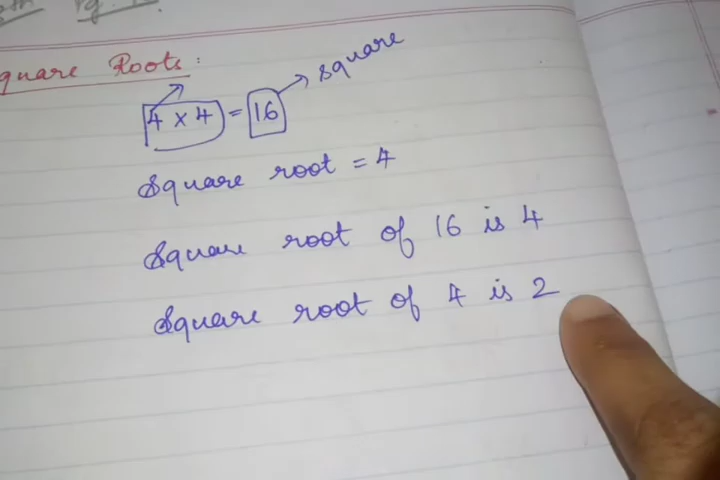 quare Roots:
square
4 × 4 = 16
Square root = 4
Square root of 16 is 4
Square root of 4 is 2